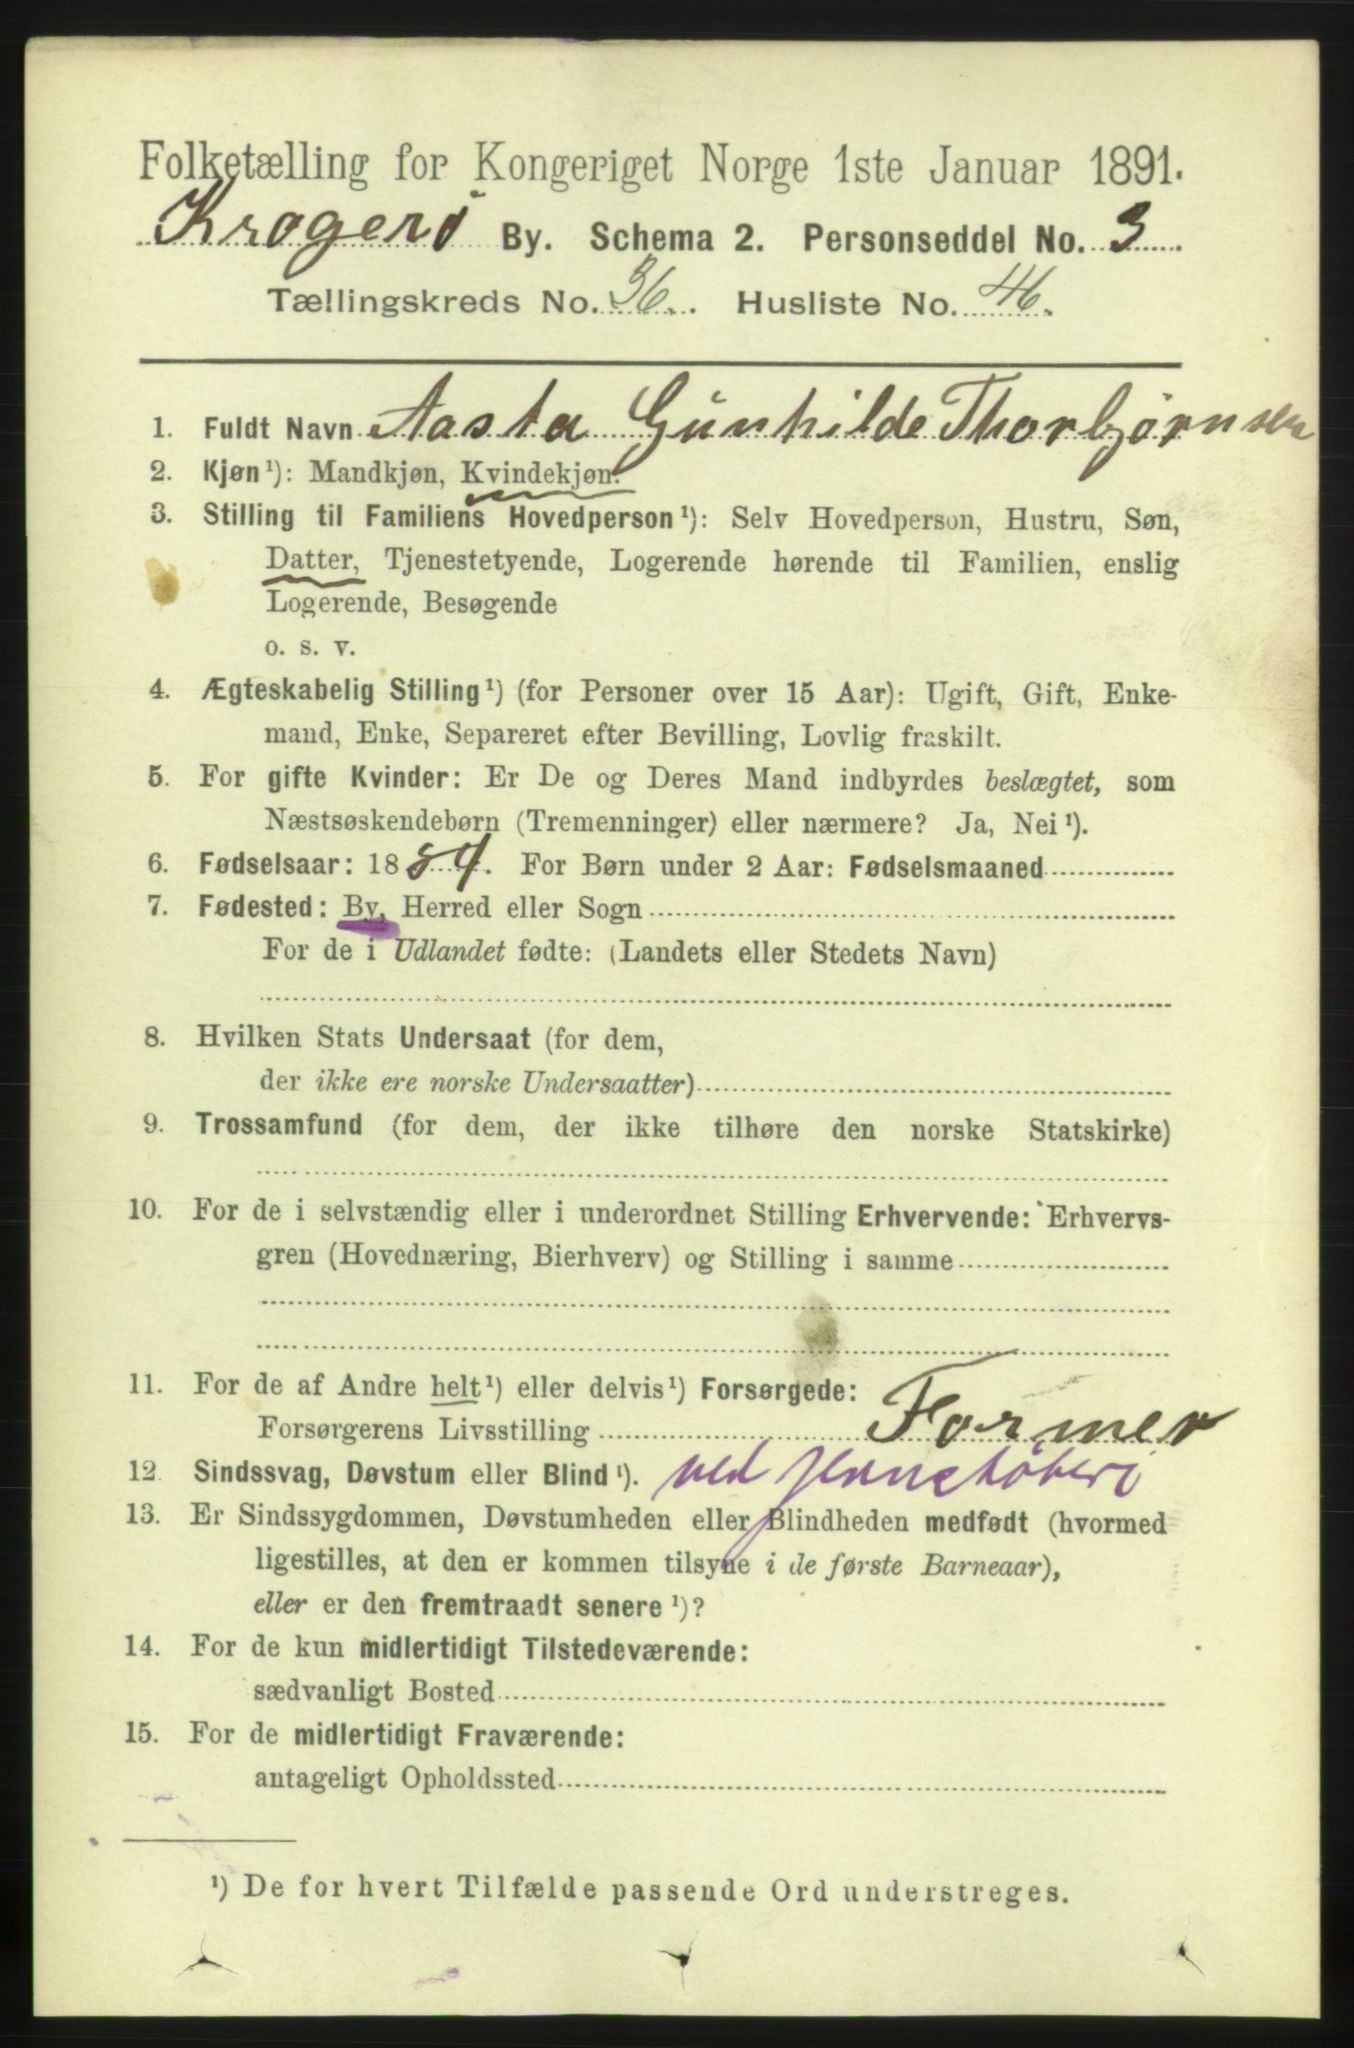 Folketælling for Kongeriget Norge 1ste Januar 1891.
Kragerø By. Schema 2. Personseddel No. 3
Tællingskreds No. 36. Husliste No. 46.
1. Fuldt Navn Aasta Gunhilde Thorbjørnsen
2. Kjøn¹): Mandkjøn, Kvindekjøn.
3. Stilling til Familiens Hovedperson¹): Selv Hovedperson, Hustru, Søn,
Datter, Tjenestetyende, Logerende hørende til Familien, enslig
Logerende, Besøgende
o. s. v.
4. Ægteskabelig Stilling¹) (for Personer over 15 Aar): Ugift, Gift, Enke-
mand, Enke, Separeret efter Bevilling, Lovlig fraskilt.
5. For gifte Kvinder: Er De og Deres Mand indbyrdes beslægtet, som
Næstsøskendebørn (Tremenninger) eller nærmere? Ja, Nei¹).
6. Fødselsaar: 1884. For Børn under 2 Aar: Fødselsmaaned
7. Fødested: By, Herred eller Sogn
For de i Udlandet fødte: (Landets eller Stedets Navn)
8. Hvilken Stats Undersaat (for dem,
der ikke ere norske Undersaatter)
9. Trossamfund (for dem, der ikke tilhøre den norske Statskirke)
10. For de i selvstændig eller i underordnet Stilling Erhvervende: Erhvervs-
gren (Hovednæring, Bierhverv) og Stilling i samme
11. For de af Andre helt¹) eller delvis¹) Forsørgede:
Forsørgerens Livsstilling Former
12. Sindssvag, Døvstum eller Blind¹). ved jernstøberi
13. Er Sindssygdommen, Døvstumheden eller Blindheden medfødt (hvormed
ligestilles, at den er kommen tilsyne i de første Barneaar),
eller er den fremtraadt senere¹)?
14. For de kun midlertidigt Tilstedeværende:
sædvanligt Bosted
15. For de midlertidigt Fraværende:
antageligt Opholdssted
¹) De for hvert Tilfælde passende Ord understreges.